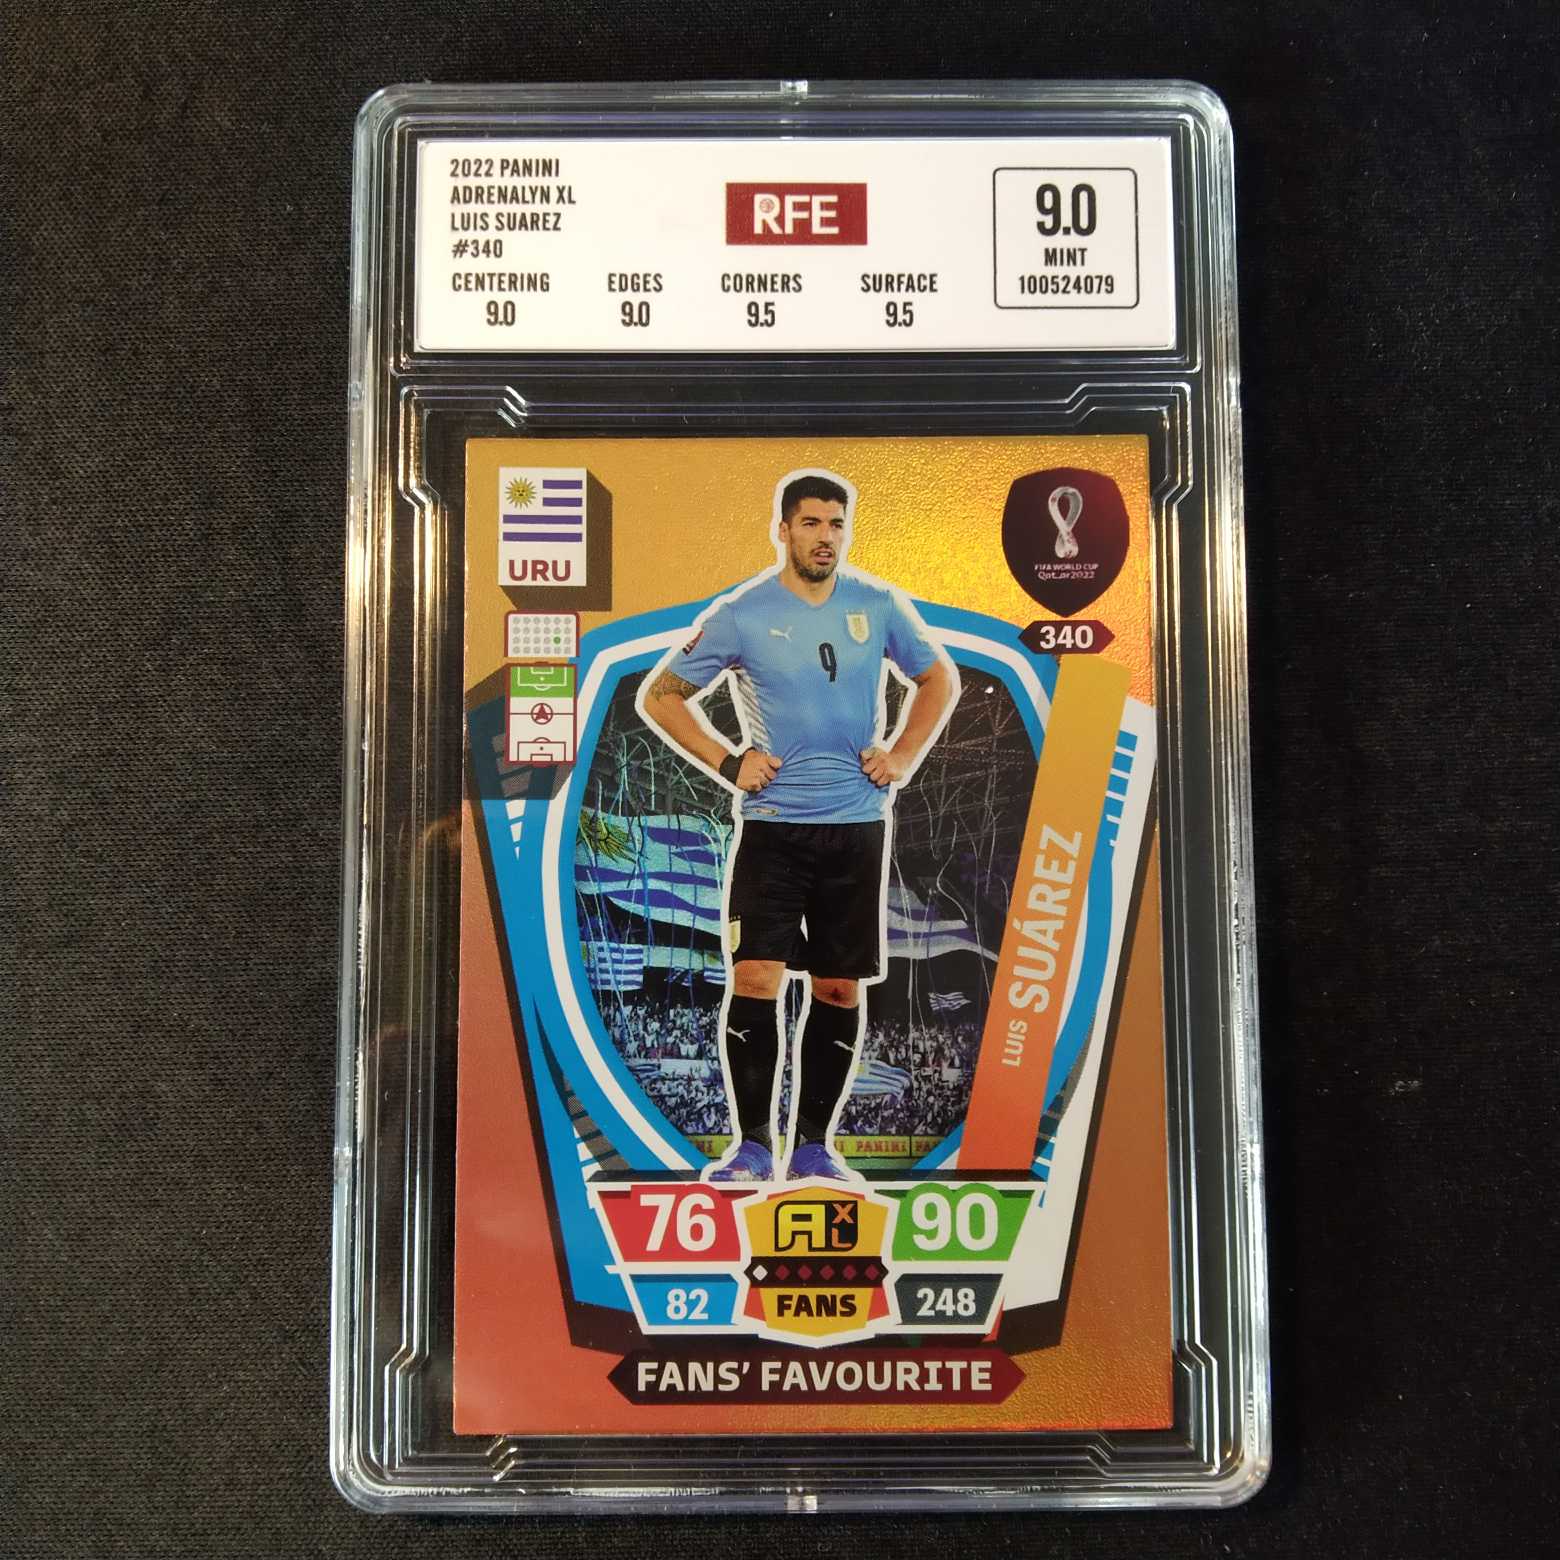 2022 PANINI
ADRENALYN XL
LUIS SUAREZ
#340
RFE
CENTERING
9.0
EDGES
9.0
CORNERS
9.5
SURFACE
9.5
9.0
MINT
100524079
URU
FIFA WORLD CUP
Qatar2022
340
9
LUIS SUÁREZ
PANINI
76
AXL
90
82
FANS
248
FANS' FAVOURITE